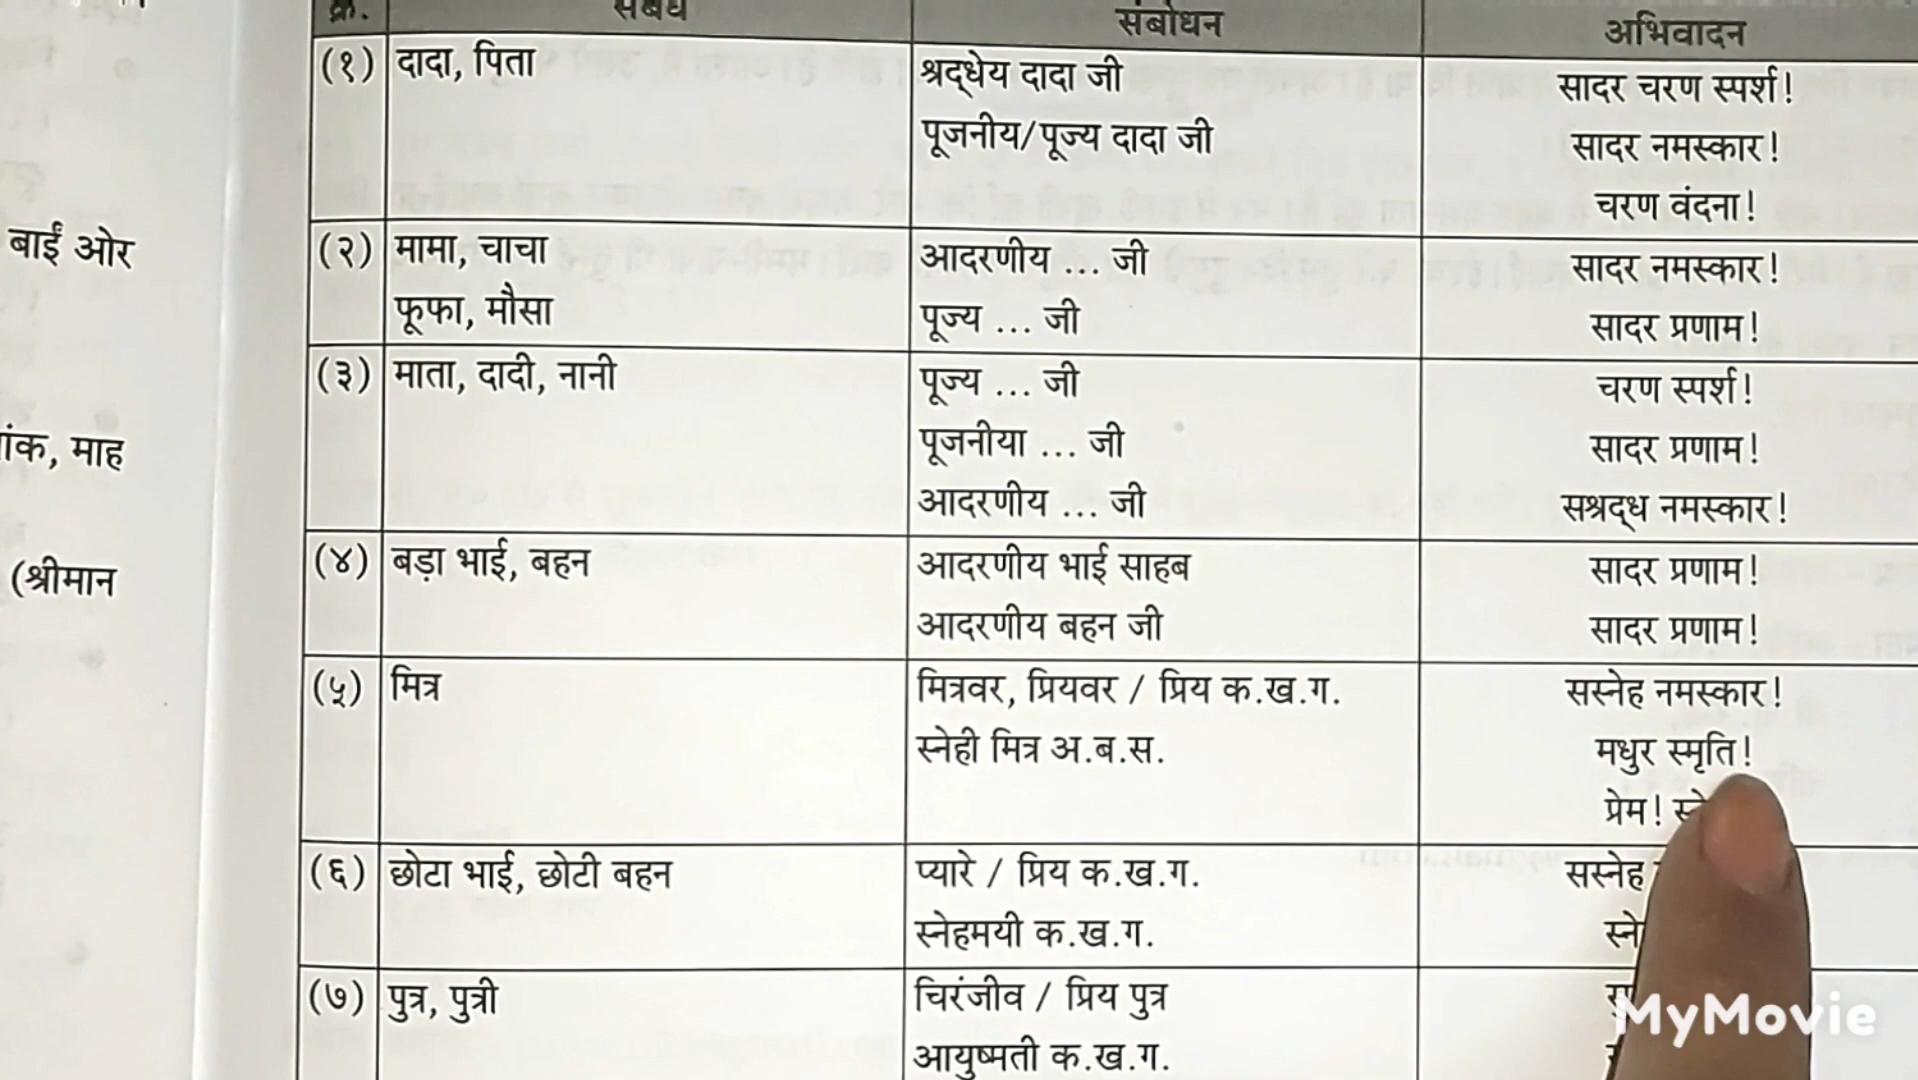 क्र. संबंध संबोधन अभिवादन
(१) दादा, पिता श्रद्धेय दादा जी सादर चरण स्पर्श!
पूजनीय/पूज्य दादा जी सादर नमस्कार!
चरण वंदना!
बाईं ओर
(२) मामा, चाचा आदरणीय ... जी सादर नमस्कार!
फूफा, मौसा पूज्य ... जी सादर प्रणाम!
(३) माता, दादी, नानी पूज्य ... जी चरण स्पर्श!
पूजनीया ... जी सादर प्रणाम!
माह
आदरणीय ... जी सश्रद्ध नमस्कार!
(४) बड़ा भाई, बहन आदरणीय भाई साहब सादर प्रणाम!
(श्रीमान
आदरणीय बहन जी सादर प्रणाम!
(५) मित्र मित्रवर, प्रियवर / प्रिय क.ख.ग. सस्नेह नमस्कार!
स्नेही मित्र अ.ब.स. मधुर स्मृति!
प्रेम!
(६) छोटा भाई, छोटी बहन प्यारे / प्रिय क.ख.ग. सस्नेह
स्नेहमयी क.ख.ग.
(७) पुत्र, पुत्री चिरंजीव / प्रिय पुत्र
आयुष्मती क.ख.ग.
MyMovie